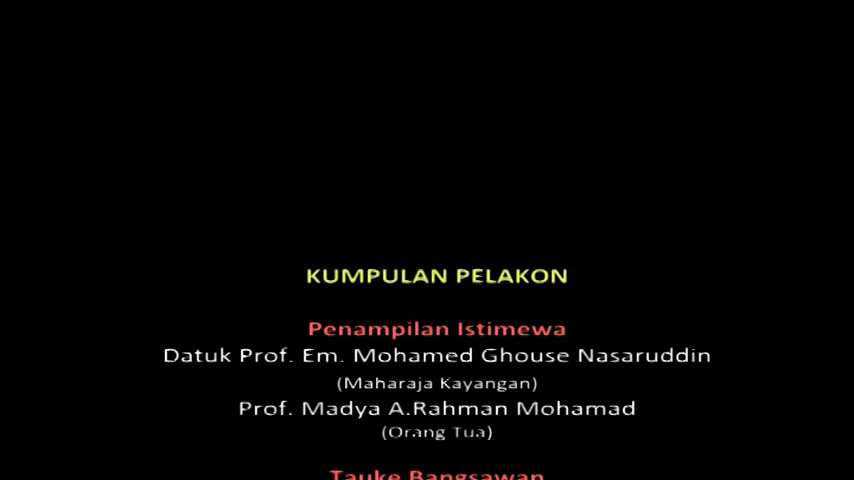 KUMPULAN PELAKON
Penampilan Istimewa
Datuk Prof. Em. Mohamed Ghouse Nasaruddin
(Maharaja Kayangan)
Prof. Madya A.Rahman Mohamad
(Orang Tua)
Tauke Bangsawan